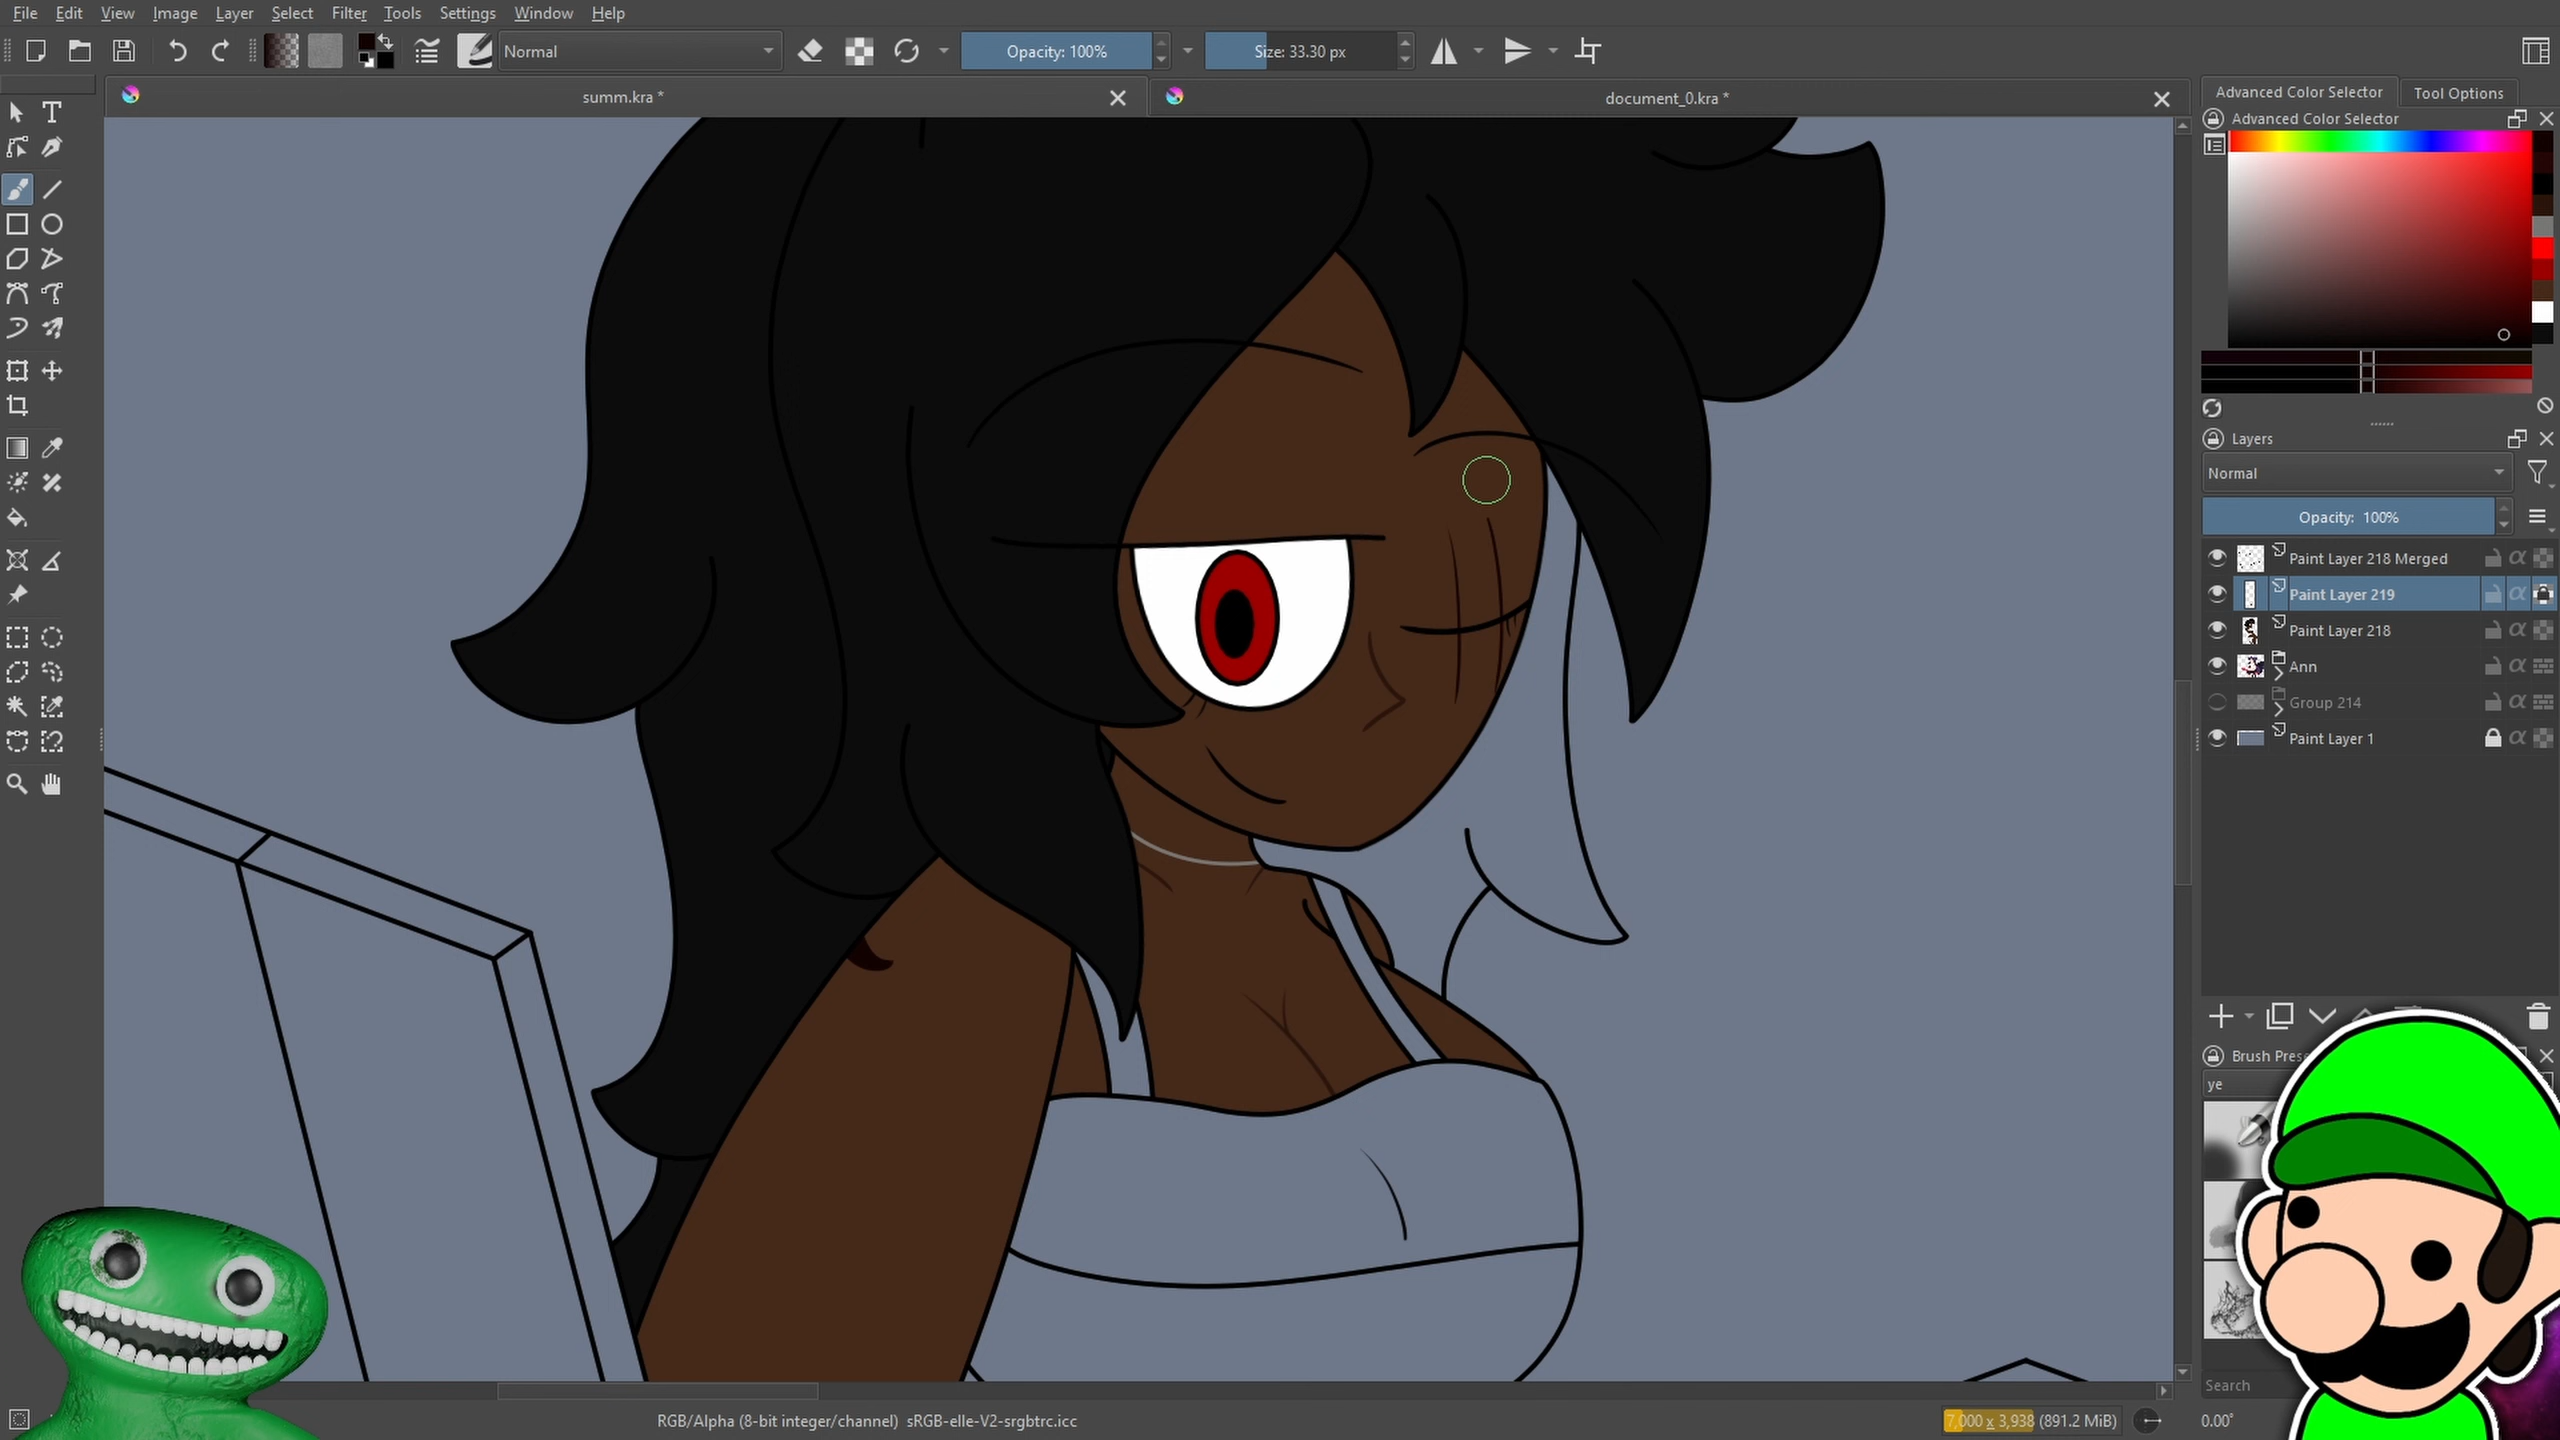 File Edit View Image Layer Select Filter Tools Settings Window Help
Normal
Opacity: 100%
Size: 33.30 px
summ.kra *
document_0.kra *
Advanced Color Selector
Tool Options
Advanced Color Selector
Layers
Normal
Opacity: 100%
Paint Layer 218 Merged
Paint Layer 219
Paint Layer 218
Ann
Group 214
Paint Layer 1
Brush Prese
ye
Search
RGB/Alpha (8-bit integer/channel) sRGB-elle-V2-srgbtrc.icc
7,000 x 3,938 (891.2 MiB)
0.00°